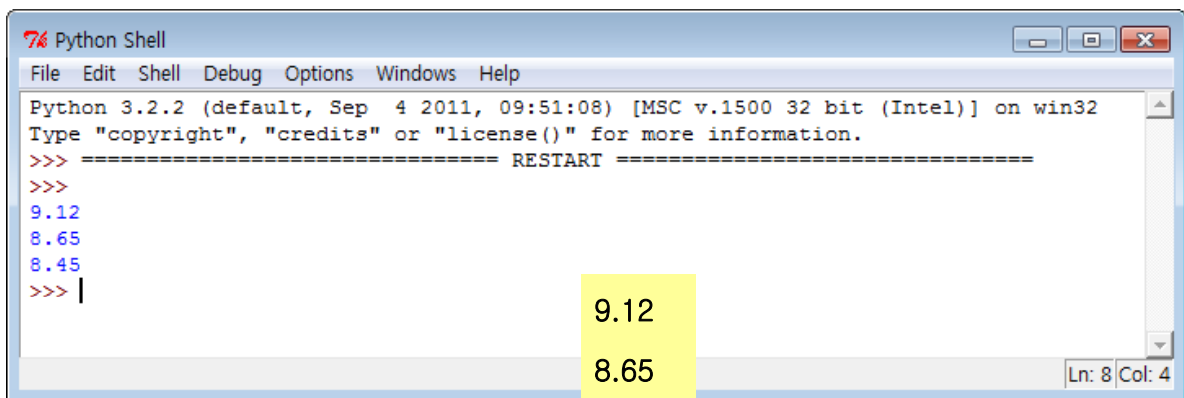 Python Shell
File Edit Shell Debug Options Windows Help
Python 3.2.2 (default, Sep  4 2011, 09:51:08) [MSC v.1500 32 bit (Intel)] on win32
Type "copyright", "credits" or "license()" for more information.
>>> ================================ RESTART ================================
>>>
9.12
8.65
8.45
>>>
9.12
8.65
Ln: 8 Col: 4